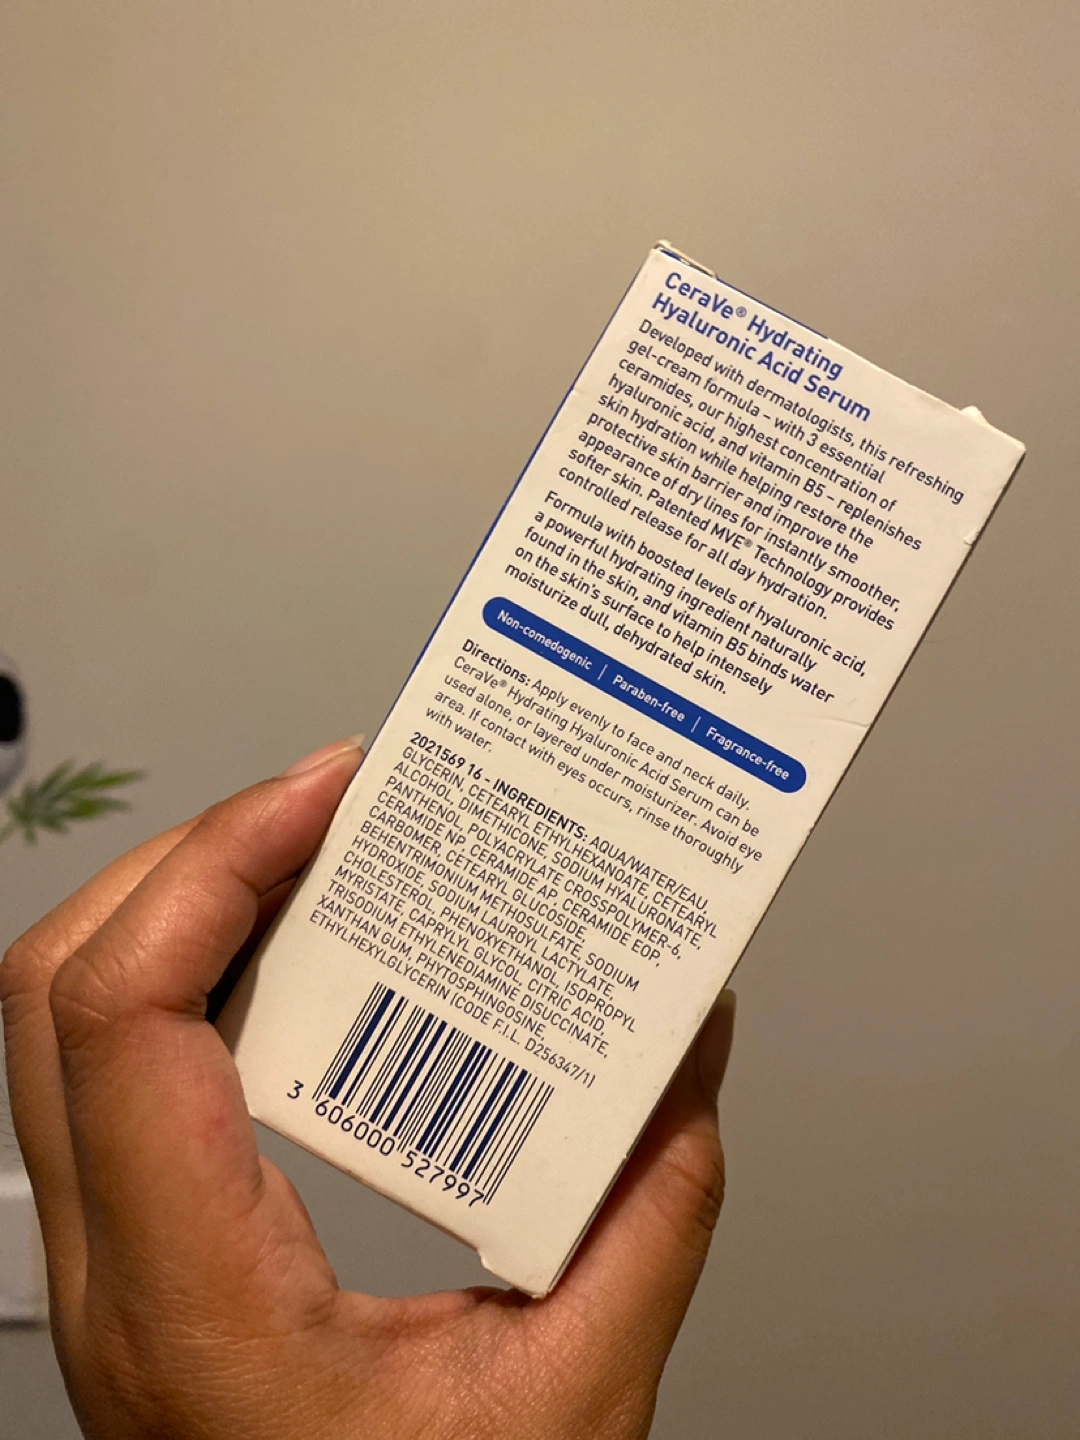 CeraVe® Hydrating
Hyaluronic Acid Serum
Developed with dermatologists, this refreshing
gel-cream formula – with 3 essential
ceramides, our highest concentration of
hyaluronic acid, and vitamin B5 – replenishes
skin hydration while helping restore the
protective skin barrier and improve the
appearance of dry lines for instantly smoother,
softer skin. Patented MVE® Technology provides
controlled release for all day hydration.
Formula with boosted levels of hyaluronic acid,
a powerful hydrating ingredient naturally
found in the skin, and vitamin B5 binds water
on the skin's surface to help intensely
moisturize dull, dehydrated skin.
Non-comedogenic | Paraben-free | Fragrance-free
Directions: Apply evenly to face and neck daily.
CeraVe® Hydrating Hyaluronic Acid Serum can be
used alone, or layered under moisturizer. Avoid eye
area. If contact with eyes occurs, rinse thoroughly
with water.
2021569 16 - INGREDIENTS: AQUA/WATER/EAU,
GLYCERIN, CETEARYL ETHYLHEXANOATE, CETEARYL
ALCOHOL, DIMETHICONE, SODIUM HYALURONATE,
PANTHENOL, POLYACRYLATE CROSSPOLYMER-6,
CERAMIDE NP, CERAMIDE AP, CERAMIDE EOP,
CARBOMER, CETEARYL GLUCOSIDE,
BEHENTRIMONIUM METHOSULFATE, SODIUM
HYDROXIDE, SODIUM LAUROYL LACTYLATE,
CHOLESTEROL, PHENOXYETHANOL, ISOPROPYL
MYRISTATE, CAPRYLYL GLYCOL, CITRIC ACID,
TRISODIUM ETHYLENEDIAMINE DISUCCINATE,
XANTHAN GUM, PHYTOSPHINGOSINE,
ETHYLHEXYLGLYCERIN (CODE F.I.L. D256347/1)
3 606000 527997